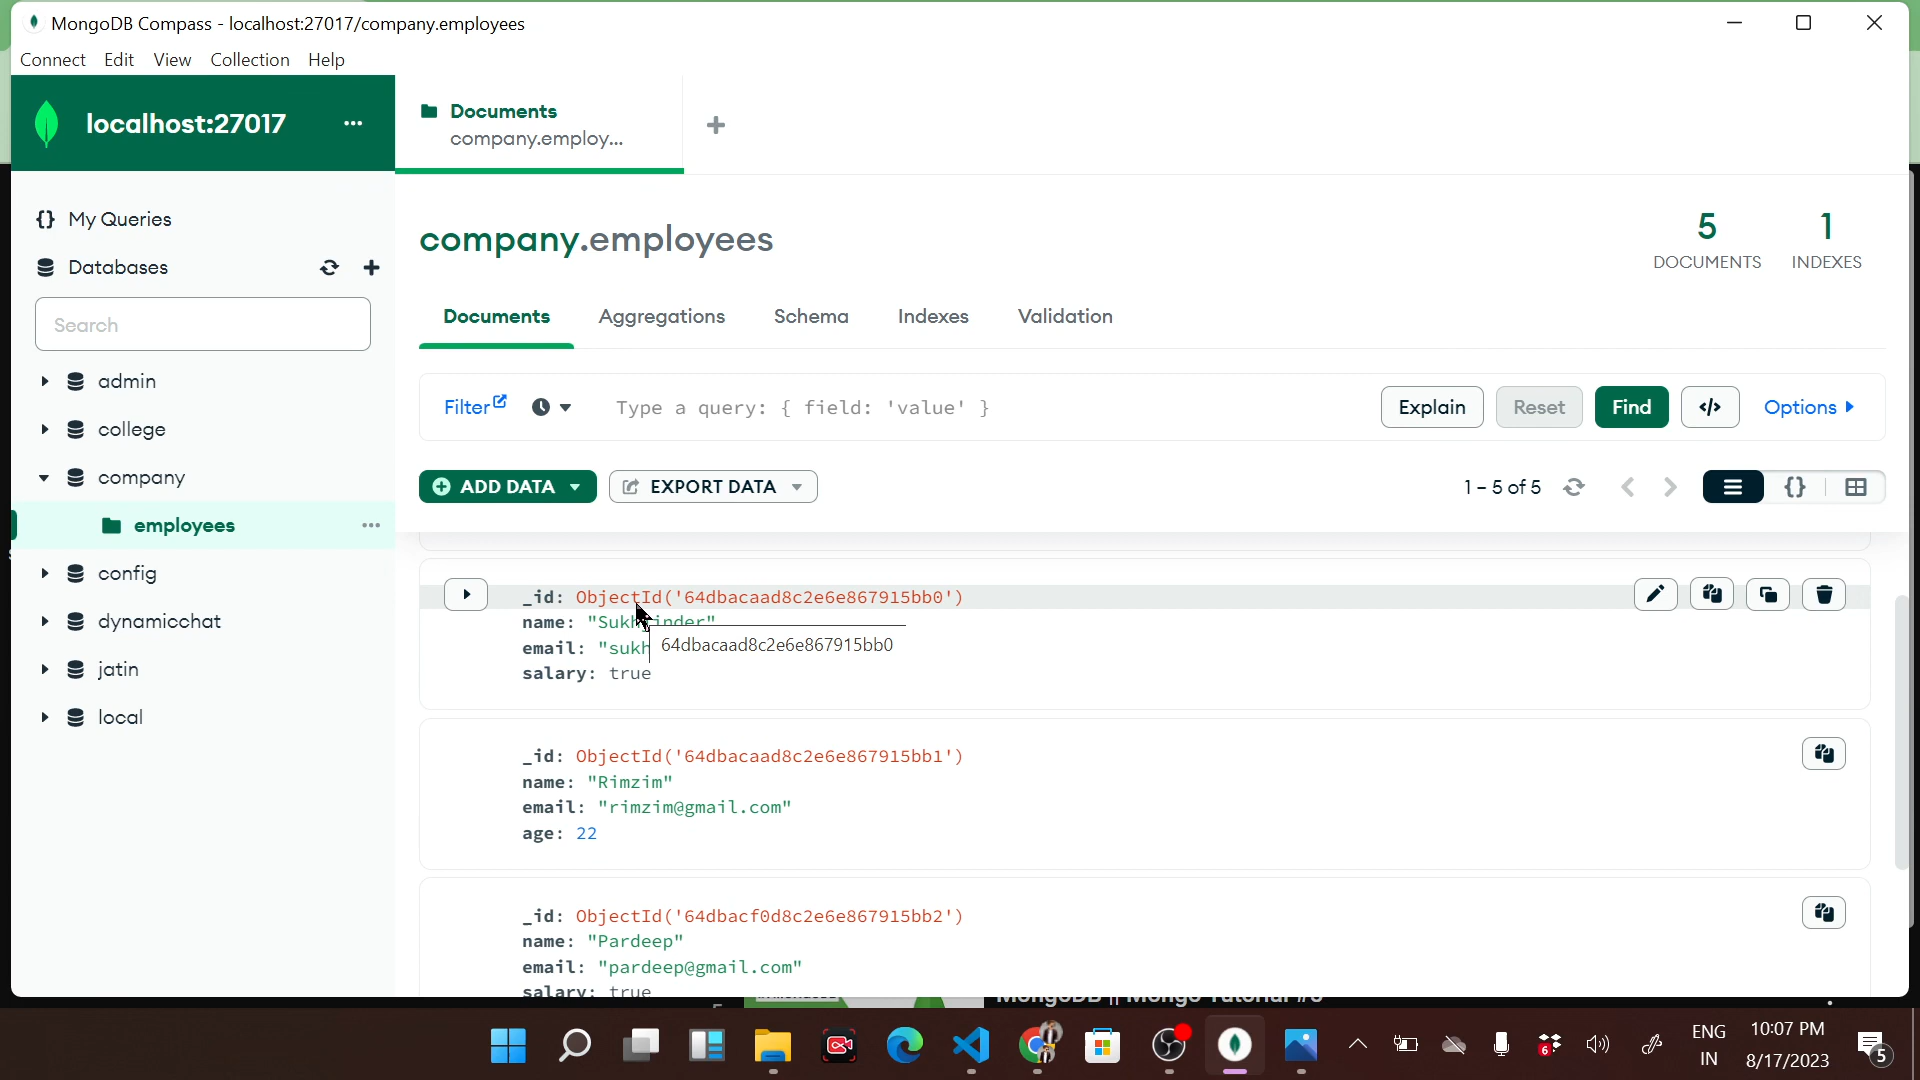 MongoDB Compass - localhost:27017/company.employees
Connect Edit View Collection Help
localhost:27017
Documents
company.employ...
My Queries
Databases
Search
admin
college
company
employees
config
dynamicchat
jatin
local
company.employees
5
DOCUMENTS
1
INDEXES
Documents Aggregations Schema Indexes Validation
Filter
Type a query: { field: 'value' }
Explain Reset Find </> Options
ADD DATA EXPORT DATA 1 – 5 of 5 {}
_id: ObjectId('64dbacaad8c2e6e867915bb0')
name:
email: "sukh
64dbacaad8c2e6e867915bb0
salary: true
_id: ObjectId('64dbacaad8c2e6e867915bb1')
name: "Rimzim"
email: "rimzim@gmail.com"
age: 22
_id: ObjectId('64dbacf0d8c2e6e867915bb2')
name: "Pardeep"
email: "pardeep@gmail.com"
salary: true
ENG
IN
10:07 PM
8/17/2023
6
5